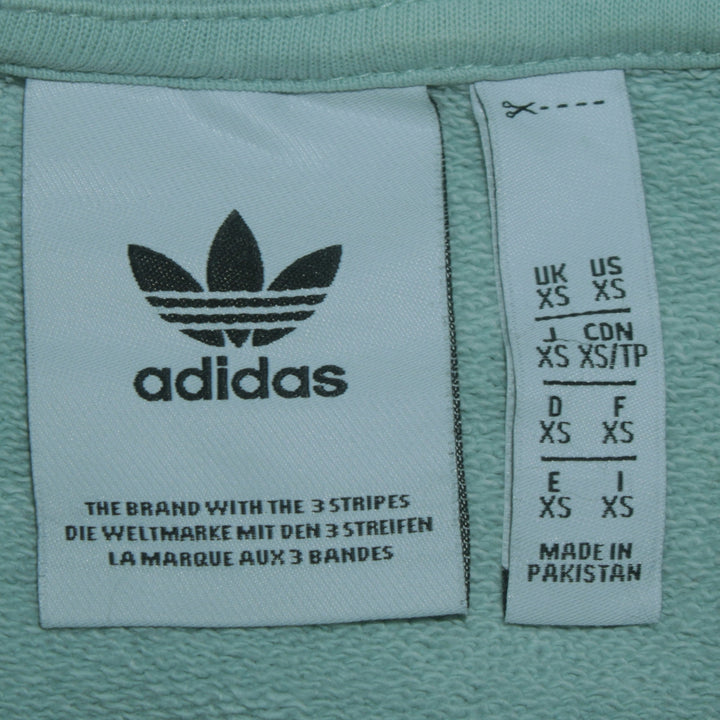 adidas
THE BRAND WITH THE 3 STRIPES
DIE WELTMARKE MIT DEN 3 STREIFEN
LA MARQUE AUX 3 BANDES
UK US
XS XS
J CDN
XS XS/TP
D F
XS XS
E I
XS XS
MADE IN
PAKISTAN